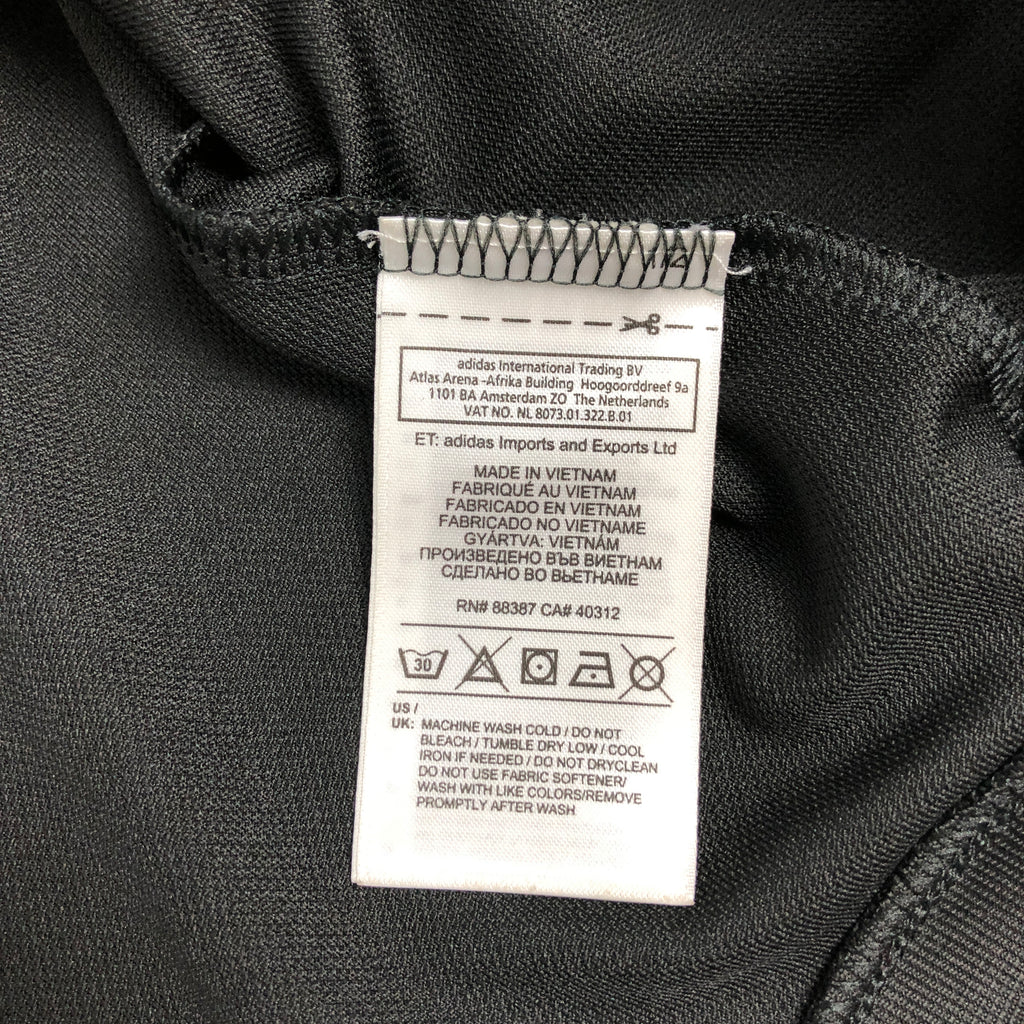 adidas International Trading BV
Atlas Arena -Afrika Building Hoogoorddreef 9a
1101 BA Amsterdam ZO The Netherlands
VAT NO. NL 8073.01.322.B.01
ET: adidas Imports and Exports Ltd
MADE IN VIETNAM
FABRIQUÉ AU VIETNAM
FABRICADO EN VIETNAM
FABRICADO NO VIETNAME
GYÁRTVA: VIETNÁM
ПРОИЗВЕДЕНО ВЪВ ВИЕТНАМ
СДЕЛАНО ВО ВЬЕТНАМЕ
RN# 88387 CA# 40312
30
US /
UK: MACHINE WASH COLD / DO NOT
BLEACH / TUMBLE DRY LOW / COOL
IRON IF NEEDED / DO NOT DRYCLEAN
DO NOT USE FABRIC SOFTENER/
WASH WITH LIKE COLORS/REMOVE
PROMPTLY AFTER WASH